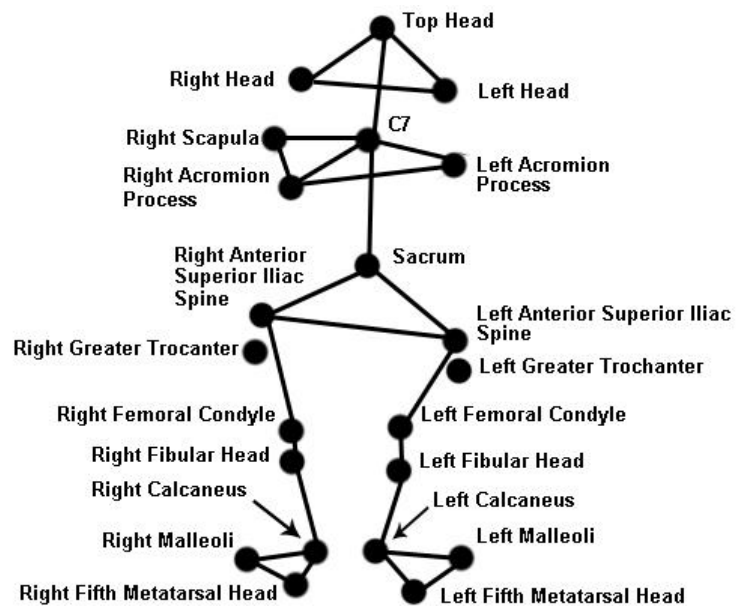 Top Head
Right Head
Left Head
C7
Right Scapula
Left Acromion
Process
Right Acromion
Process
Right Anterior
Superior Iliac
Spine
Sacrum
Left Anterior Superior Iliac
Spine
Right Greater Trocanter
Left Greater Trochanter
Right Femoral Condyle
Left Femoral Condyle
Right Fibular Head
Left Fibular Head
Right Calcaneus
Left Calcaneus
Right Malleoli
Left Malleoli
Right Fifth Metatarsal Head
Left Fifth Metatarsal Head